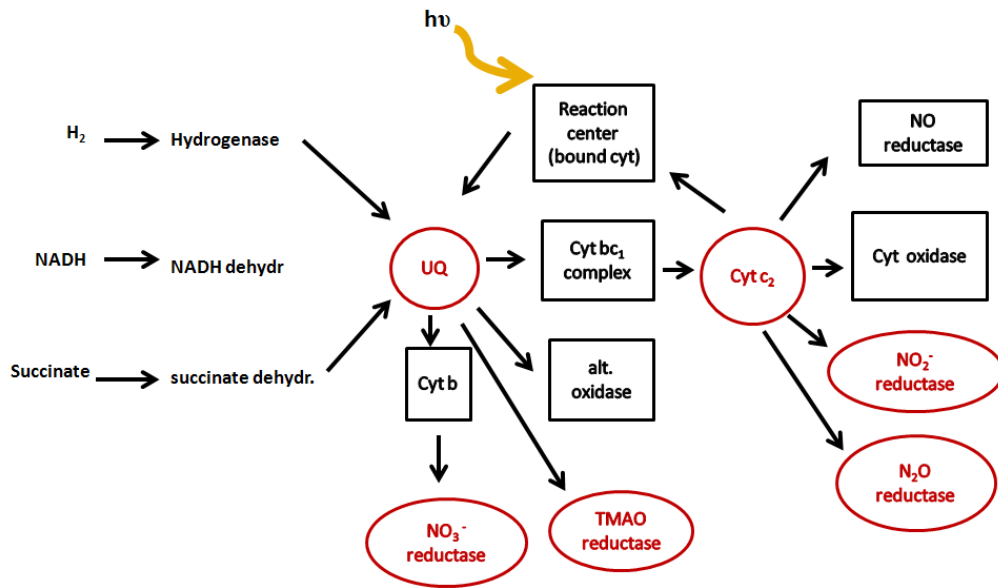 hυ
Reaction
center
(bound cyt)
NO
reductase
H₂
Hydrogenase
NADH
NADH dehydr
UQ
Cyt bc₁
complex
Cyt c₂
Cyt oxidase
Succinate
succinate dehydr.
Cyt b
alt.
oxidase
NO₂⁻
reductase
N₂O
reductase
NO₃⁻
reductase
TMAO
reductase